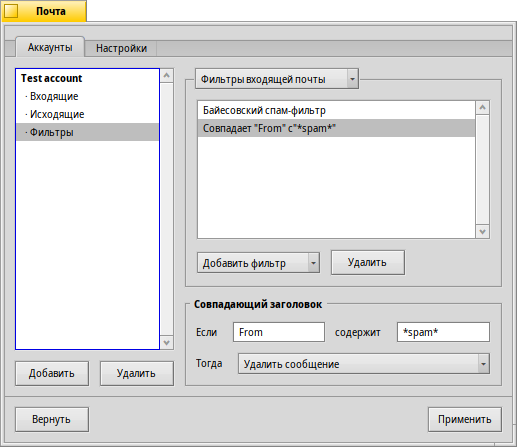 Почта
Аккаунты Настройки
Test account
· Входящие
· Исходящие
· Фильтры
Добавить Удалить
Фильтры входящей почты
Байесовский спам-фильтр
Совпадает "From" с"*spam*"
Добавить фильтр Удалить
Совпадающий заголовок
Если From содержит *spam*
Тогда Удалить сообщение
Вернуть Применить